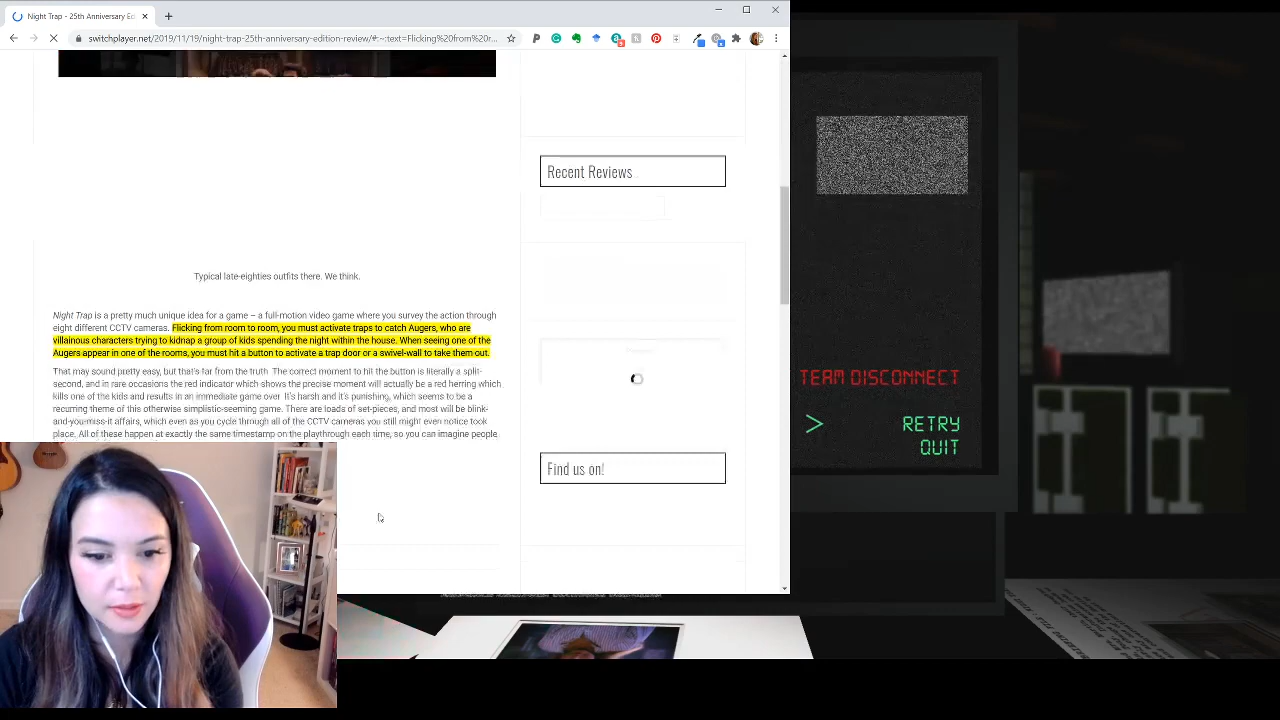 Night Trap - 25th Anniversary Ed
switchplayer.net/2019/11/19/night-trap-25th-anniversary-edition-review/#:~:text=Flicking%20from%20r...
Recent Reviews
Typical late-eighties outfits there. We think.
Night Trap is a pretty much unique idea for a game – a full-motion video game where you survey the action through
eight different CCTV cameras. Flicking from room to room, you must activate traps to catch Augers, who are
villainous characters trying to kidnap a group of kids spending the night within the house. When seeing one of the
Augers appear in one of the rooms, you must hit a button to activate a trap door or a swivel-wall to take them out.
That may sound pretty easy, but that's far from the truth. The correct moment to hit the button is literally a split-
second, and in rare occasions the red indicator which shows the precise moment will actually be a red herring which
kills one of the kids and results in an immediate game over. It's harsh and it's punishing, which seems to be a
recurring theme of this otherwise simplistic-seeming game. There are loads of set-pieces, and most will be blink-
and-you-miss-it affairs, which even as you cycle through all of the CCTV cameras you still might even notice took
place. All of these happen at exactly the same timestamp on the playthrough each time, so you can imagine people
Find us on!
TEAM DISCONNECT
> RETRY
QUIT